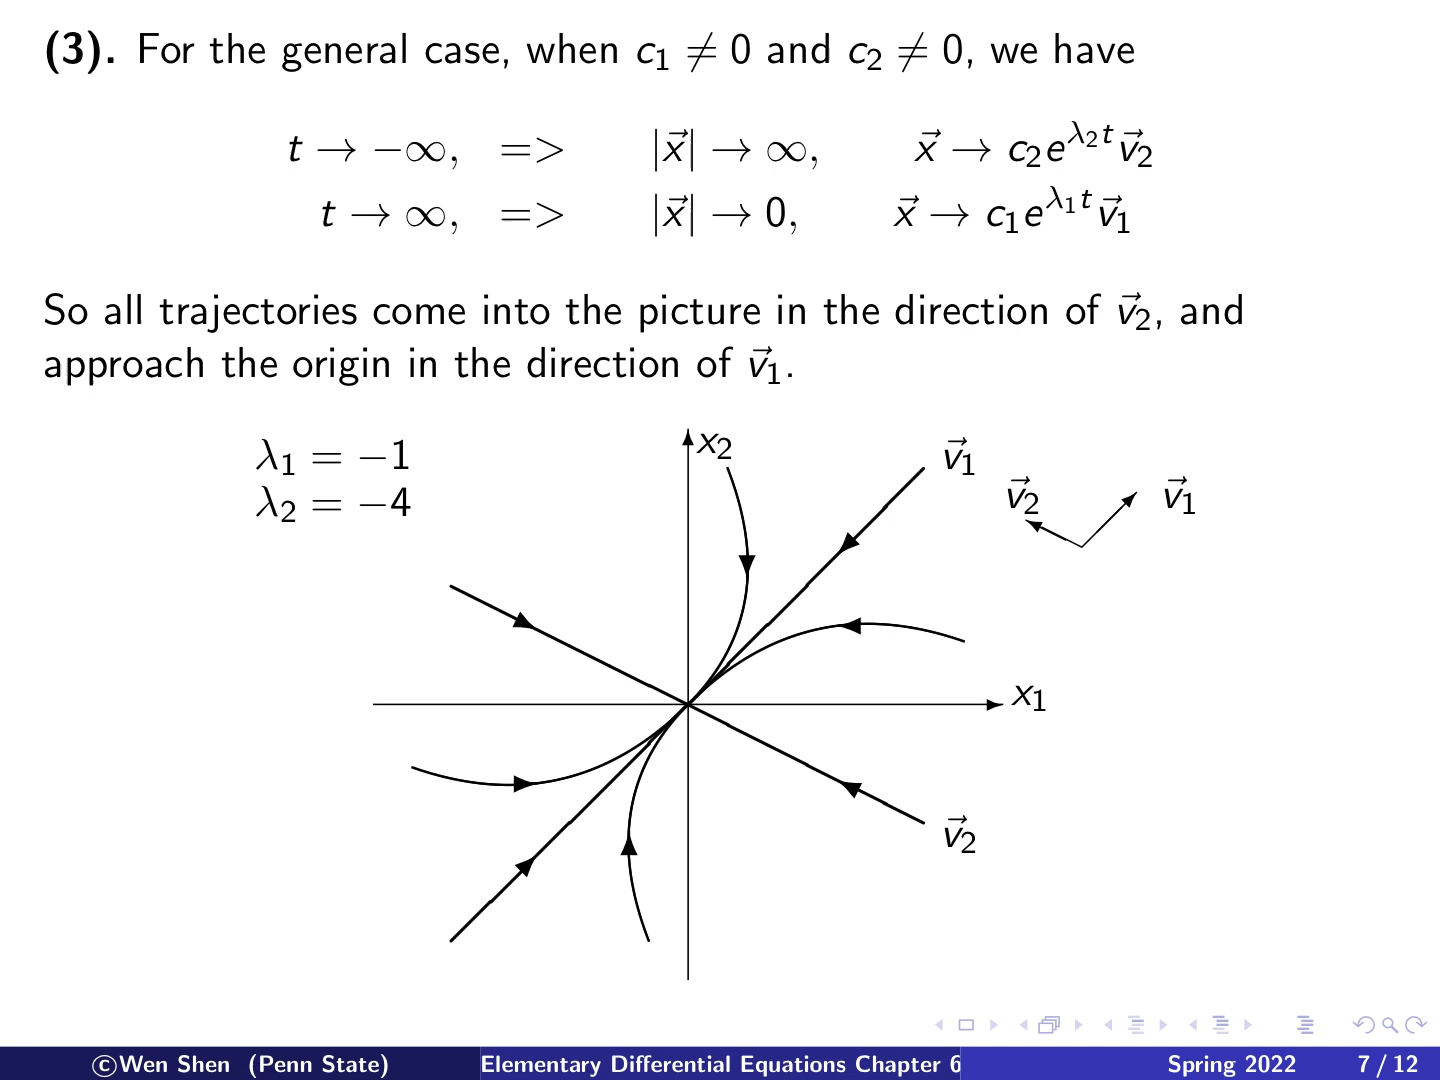 (3). For the general case, when c₁ ≠ 0 and c₂ ≠ 0, we have
t → −∞, => |x⃗| → ∞, x⃗ → c₂e^{λ₂t}v⃗₂
t → ∞, => |x⃗| → 0, x⃗ → c₁e^{λ₁t}v⃗₁
So all trajectories come into the picture in the direction of v⃗₂, and
approach the origin in the direction of v⃗₁.
λ₁ = −1
λ₂ = −4
x₂
v⃗₁
v⃗₂
v⃗₁
x₁
v⃗₂
©Wen Shen (Penn State)
Elementary Differential Equations Chapter 6
Spring 2022
7 / 12